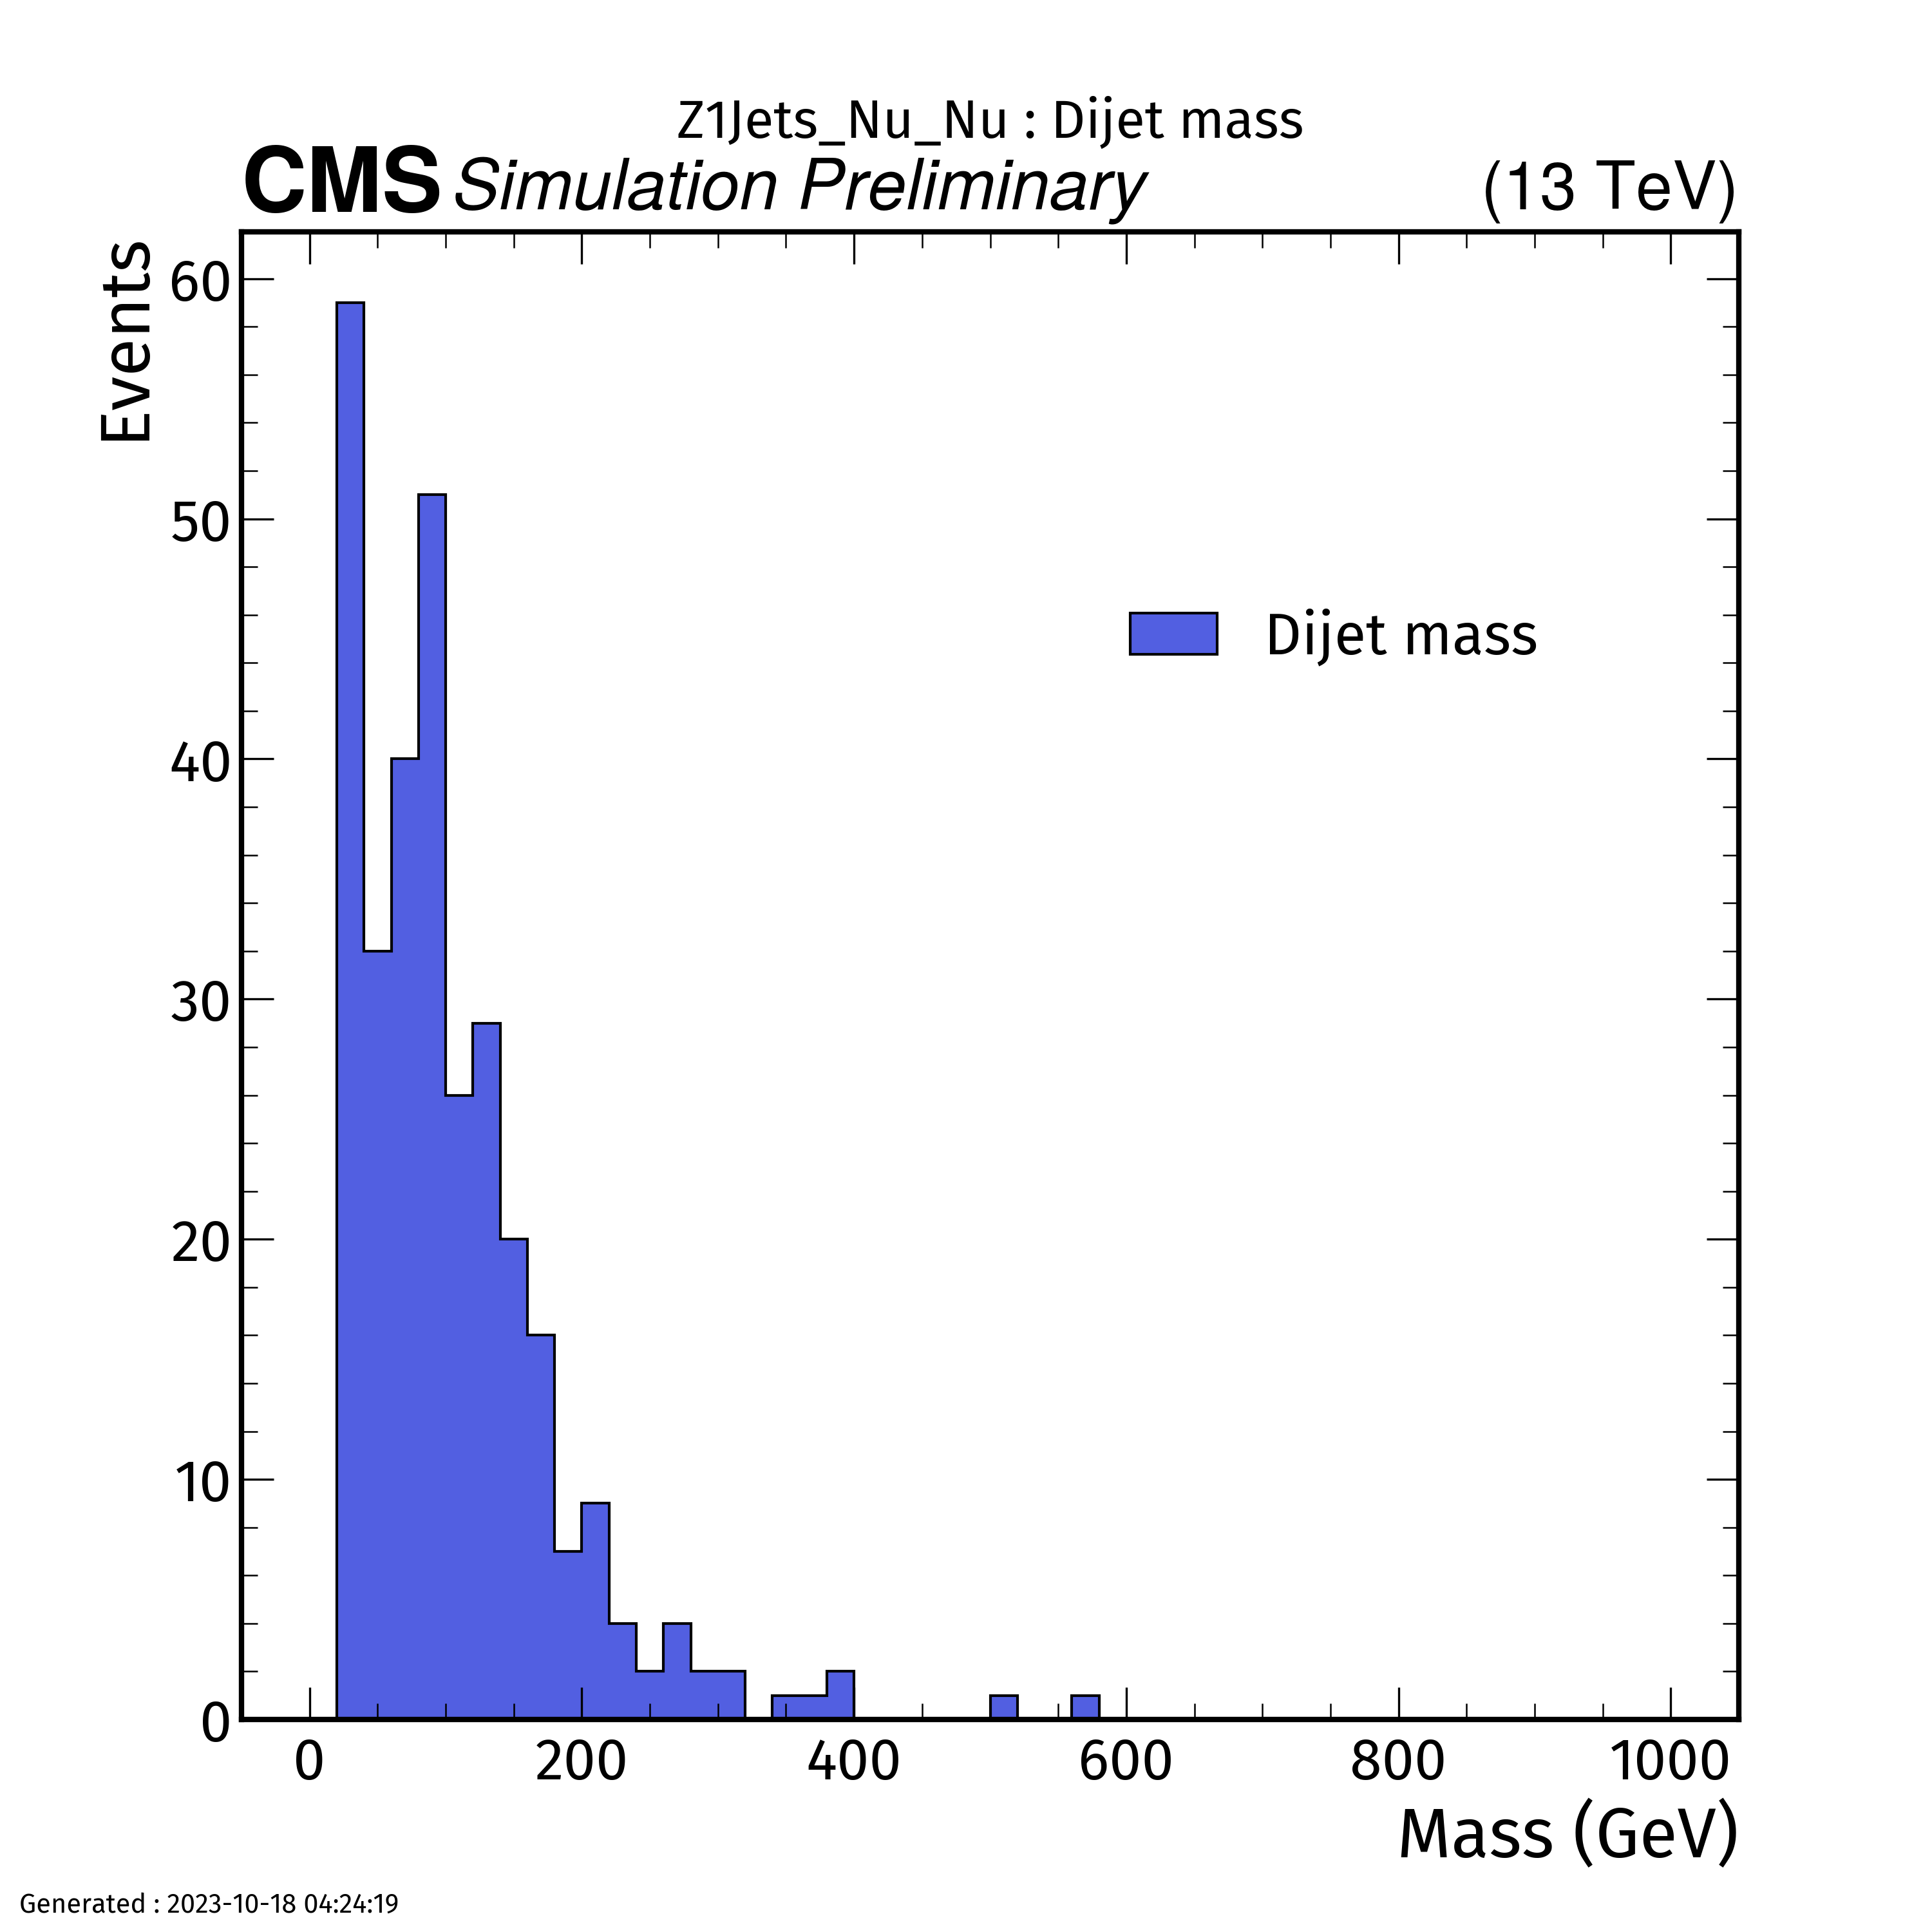 Z1Jets_Nu_Nu : Dijet mass
CMS Simulation Preliminary (13 TeV)
Events
60
50
40
30
20
10
0
Dijet mass
0 200 400 600 800 1000
Mass (GeV)
Generated : 2023-10-18 04:24:19